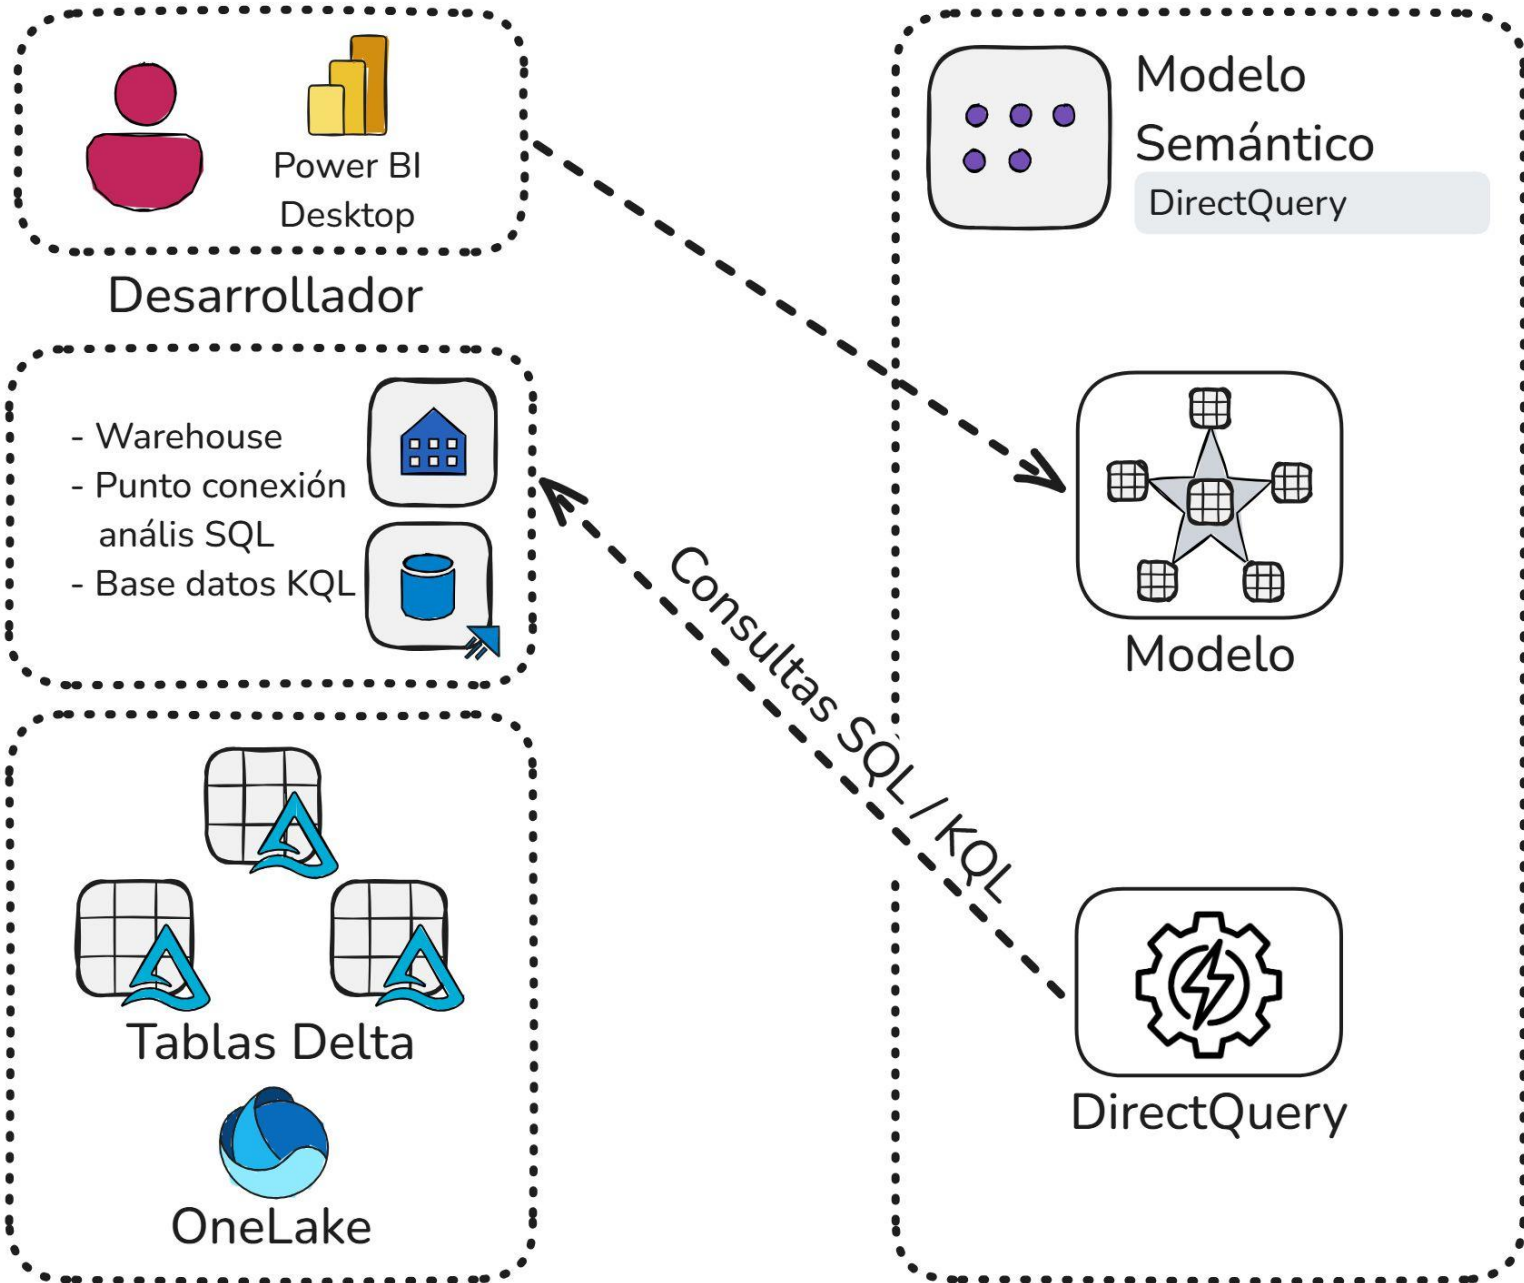 Power BI
Desktop
Desarrollador
- Warehouse
- Punto conexión
anális SQL
- Base datos KQL
Tablas Delta
OneLake
Consultas SQL / KQL
Modelo
Semántico
DirectQuery
Modelo
DirectQuery